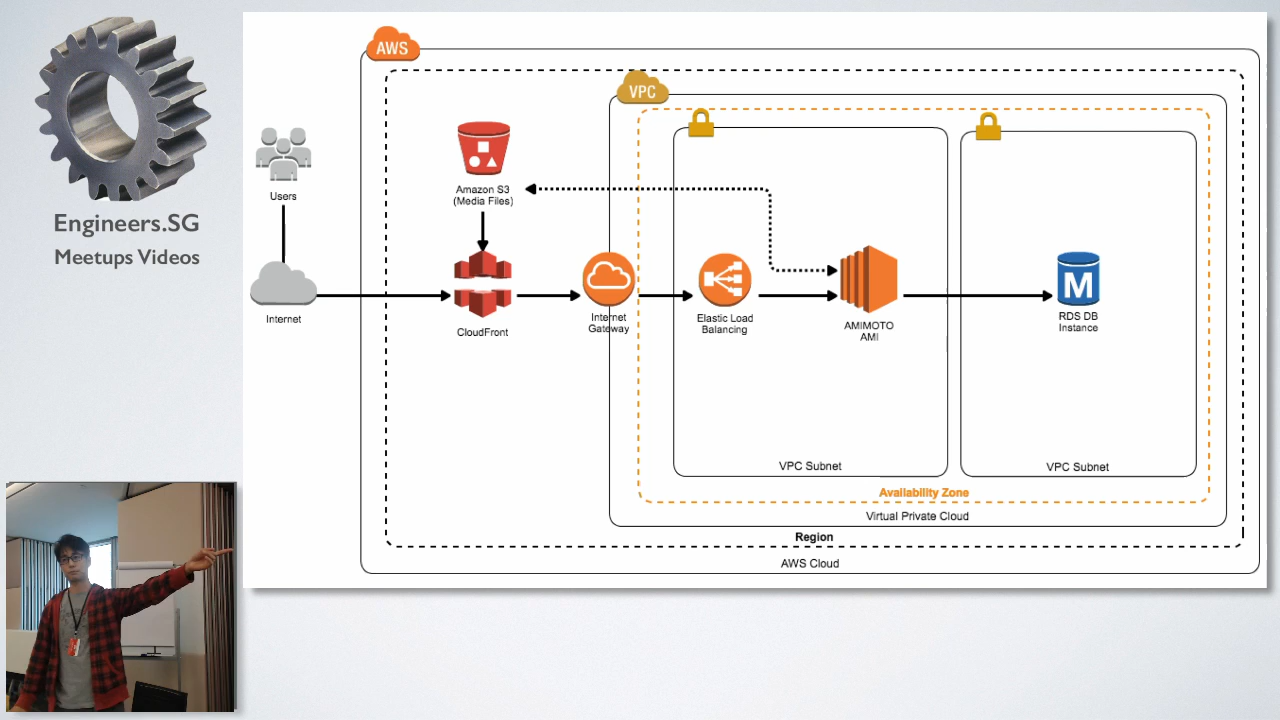 Engineers.SG
Meetups Videos
AWS
VPC
Users
Internet
Amazon S3
(Media Files)
CloudFront
Internet
Gateway
Elastic Load
Balancing
AMIMOTO
AMI
M
RDS DB
Instance
VPC Subnet
VPC Subnet
Availability Zone
Virtual Private Cloud
Region
AWS Cloud